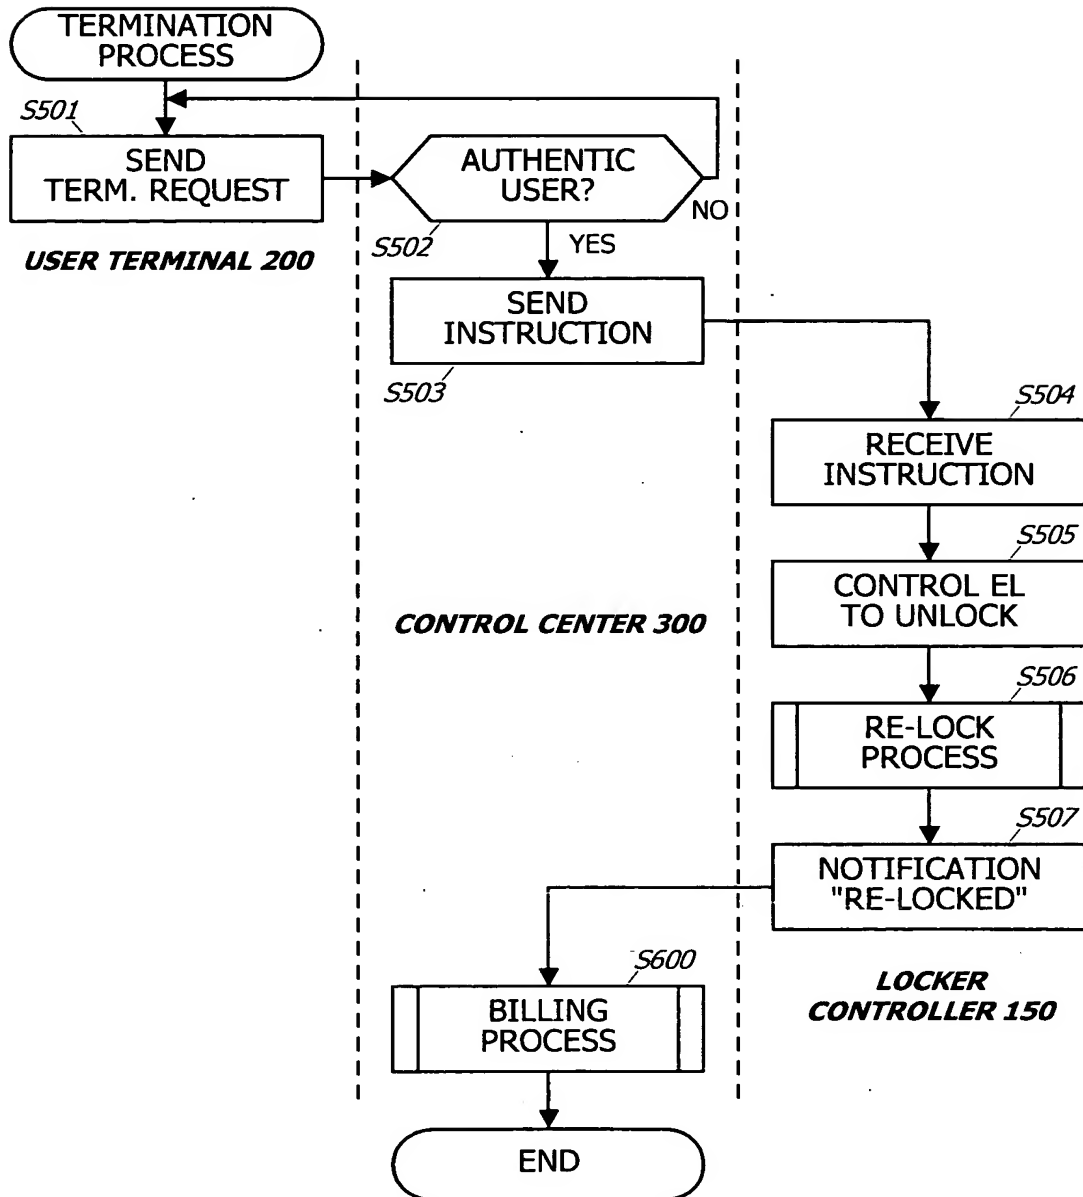 TERMINATION
PROCESS
S501
SEND
TERM. REQUEST
USER TERMINAL 200
AUTHENTIC
USER?
NO
S502
YES
SEND
INSTRUCTION
S503
S504
RECEIVE
INSTRUCTION
S505
CONTROL EL
TO UNLOCK
CONTROL CENTER 300
S506
RE-LOCK
PROCESS
S507
NOTIFICATION
"RE-LOCKED"
LOCKER
CONTROLLER 150
S600
BILLING
PROCESS
END